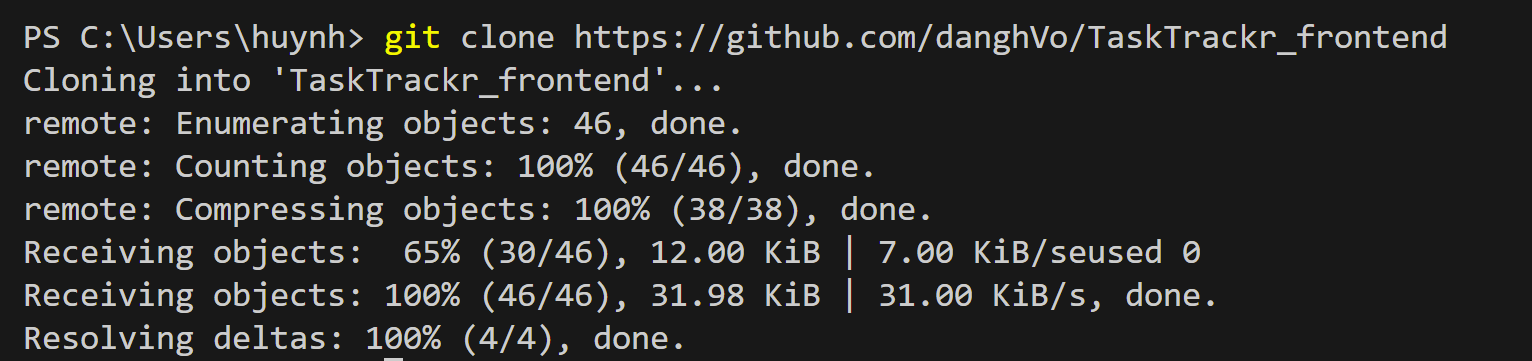 PS C:\Users\huynh> git clone https://github.com/danghVo/TaskTrackr_frontend
Cloning into 'TaskTrackr_frontend'...
remote: Enumerating objects: 46, done.
remote: Counting objects: 100% (46/46), done.
remote: Compressing objects: 100% (38/38), done.
Receiving objects:  65% (30/46), 12.00 KiB | 7.00 KiB/seused 0
Receiving objects: 100% (46/46), 31.98 KiB | 31.00 KiB/s, done.
Resolving deltas: 100% (4/4), done.